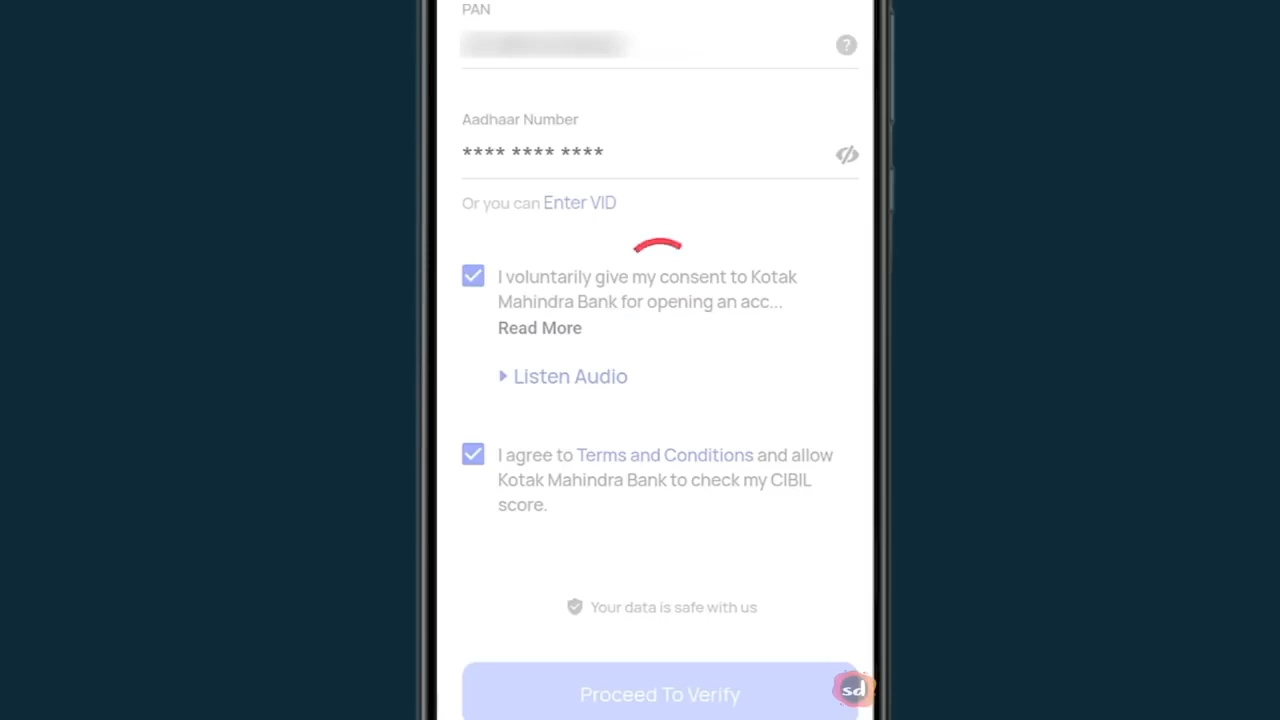 PAN
?
Aadhaar Number
**** **** ****
Or you can Enter VID
I voluntarily give my consent to Kotak
Mahindra Bank for opening an acc...
Read More
Listen Audio
I agree to Terms and Conditions and allow
Kotak Mahindra Bank to check my CIBIL
score.
Your data is safe with us
Proceed To Verify
sd